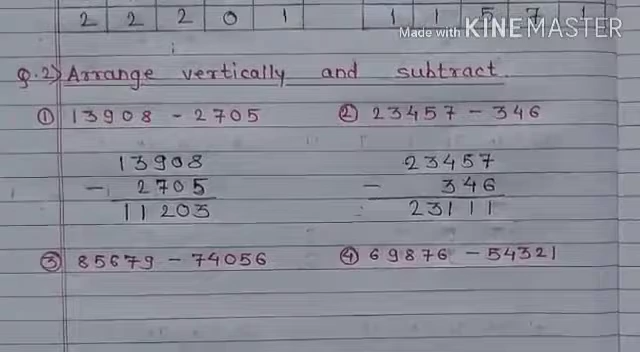 2 2 2 0 1 1 1 5 7 1
Made with KINEMASTER
Q.2) Arrange vertically and subtract.
① 13908 - 2705 ② 23457 - 346
13908 23457
- 2705 - 346
11203 23111
③ 85679 - 74056 ④ 69876 - 54321